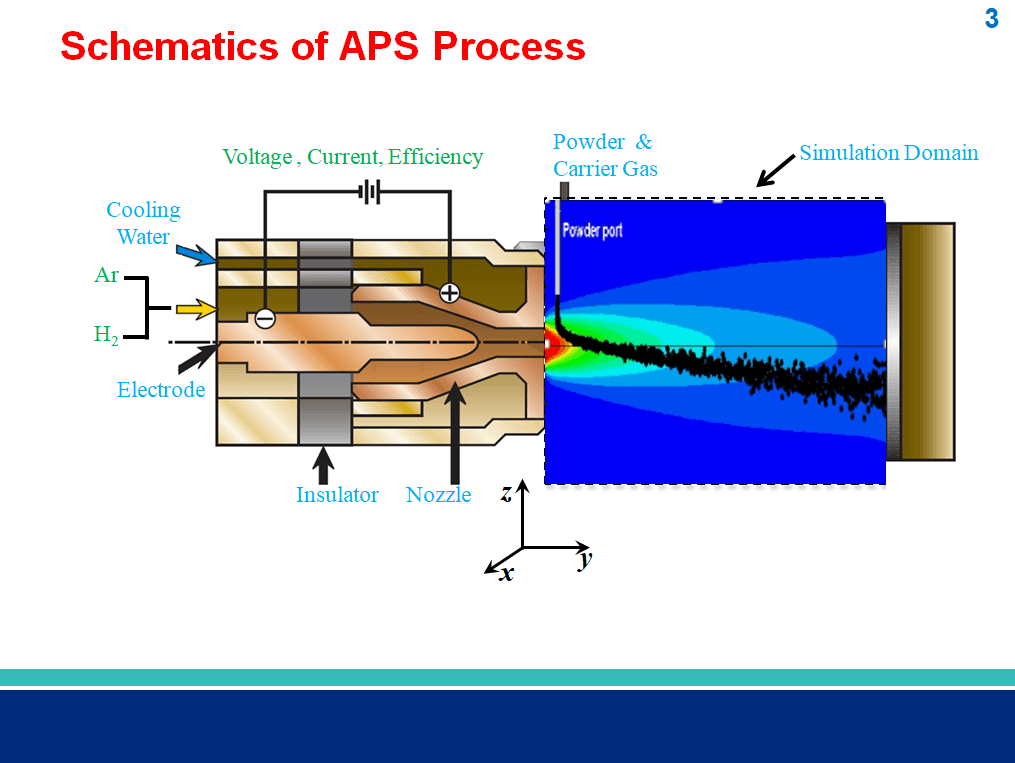 3
Schematics of APS Process
Voltage , Current, Efficiency
Powder &
Carrier Gas
Simulation Domain
Cooling
Water
Powder port
Ar
H₂
Electrode
Insulator
Nozzle
z
y
x